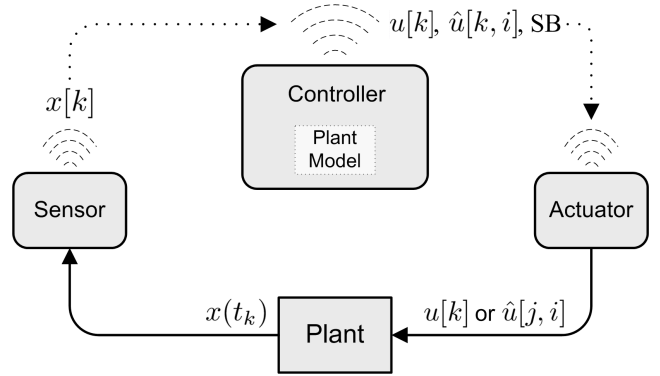 u[k], û[k, i], SB
Controller
x[k]
Plant
Model
Sensor
Actuator
x(t_k)
u[k] or û[j, i]
Plant